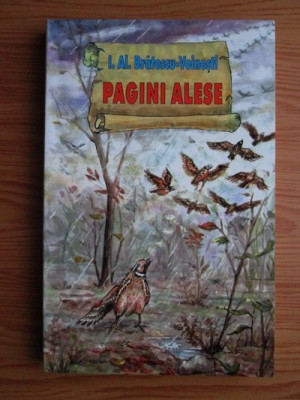 I. AL. Brătescu-Voinești
PAGINI ALESE